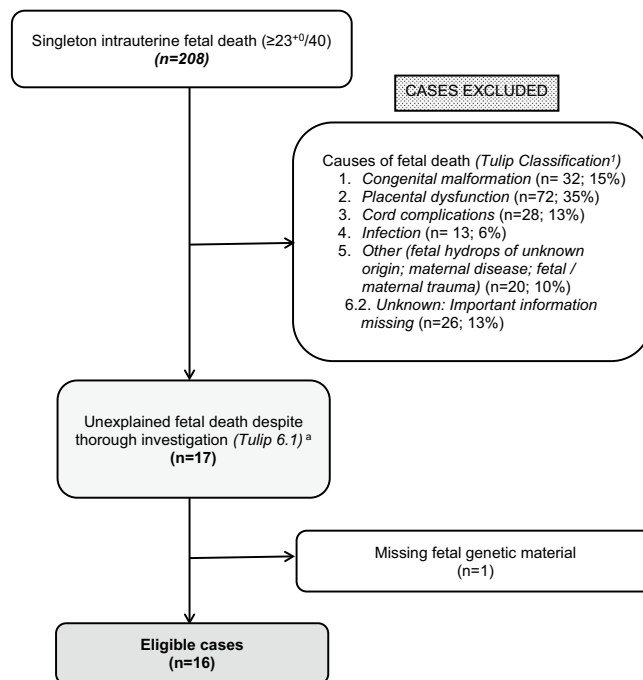 Singleton intrauterine fetal death (≥23⁺⁰/40)
(n=208)
CASES EXCLUDED
Causes of fetal death (Tulip Classification¹)
1. Congenital malformation (n= 32; 15%)
2. Placental dysfunction (n=72; 35%)
3. Cord complications (n=28; 13%)
4. Infection (n= 13; 6%)
5. Other (fetal hydrops of unknown
origin; maternal disease; fetal /
maternal trauma) (n=20; 10%)
6.2. Unknown: Important information
missing (n=26; 13%)
Unexplained fetal death despite
thorough investigation (Tulip 6.1) ᵃ
(n=17)
Missing fetal genetic material
(n=1)
Eligible cases
(n=16)